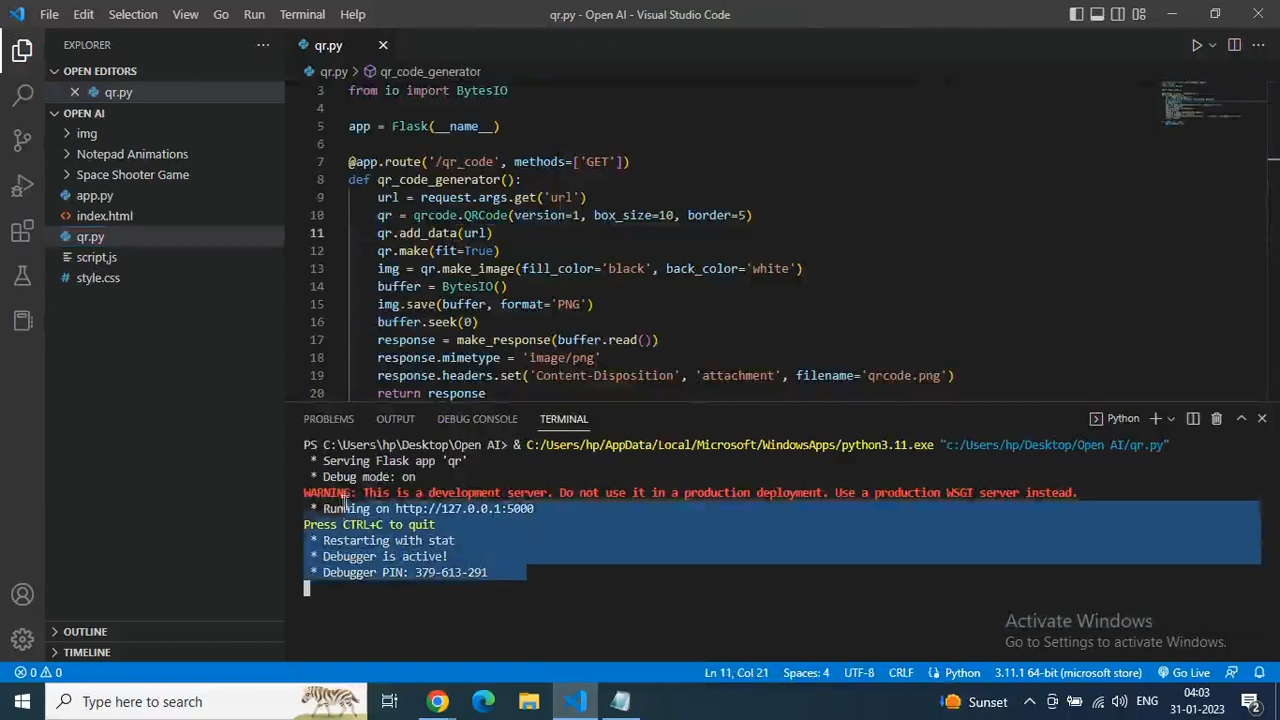 File Edit Selection View Go Run Terminal Help qr.py - Open AI - Visual Studio Code
EXPLORER
OPEN EDITORS
qr.py
OPEN AI
img
Notepad Animations
Space Shooter Game
app.py
index.html
qr.py
script.js
style.css
OUTLINE
TIMELINE
qr.py
qr.py > qr_code_generator
3 from io import BytesIO
4
5 app = Flask(__name__)
6
7 @app.route('/qr_code', methods=['GET'])
8 def qr_code_generator():
9 url = request.args.get('url')
10 qr = qrcode.QRCode(version=1, box_size=10, border=5)
11 qr.add_data(url)
12 qr.make(fit=True)
13 img = qr.make_image(fill_color='black', back_color='white')
14 buffer = BytesIO()
15 img.save(buffer, format='PNG')
16 buffer.seek(0)
17 response = make_response(buffer.read())
18 response.mimetype = 'image/png'
19 response.headers.set('Content-Disposition', 'attachment', filename='qrcode.png')
20 return response
PROBLEMS OUTPUT DEBUG CONSOLE TERMINAL Python
PS C:\Users\hp\Desktop\Open AI> & C:/Users/hp/AppData/Local/Microsoft/WindowsApps/python3.11.exe "c:/Users/hp/Desktop/Open AI/qr.py"
* Serving Flask app 'qr'
* Debug mode: on
WARNING: This is a development server. Do not use it in a production deployment. Use a production WSGI server instead.
* Running on http://127.0.0.1:5000
Press CTRL+C to quit
* Restarting with stat
* Debugger is active!
* Debugger PIN: 379-613-291
Activate Windows
Go to Settings to activate Windows.
0 0 Ln 11, Col 21 Spaces: 4 UTF-8 CRLF Python 3.11.1 64-bit (microsoft store) Go Live
Type here to search Sunset ENG 04:03
31-01-2023 2